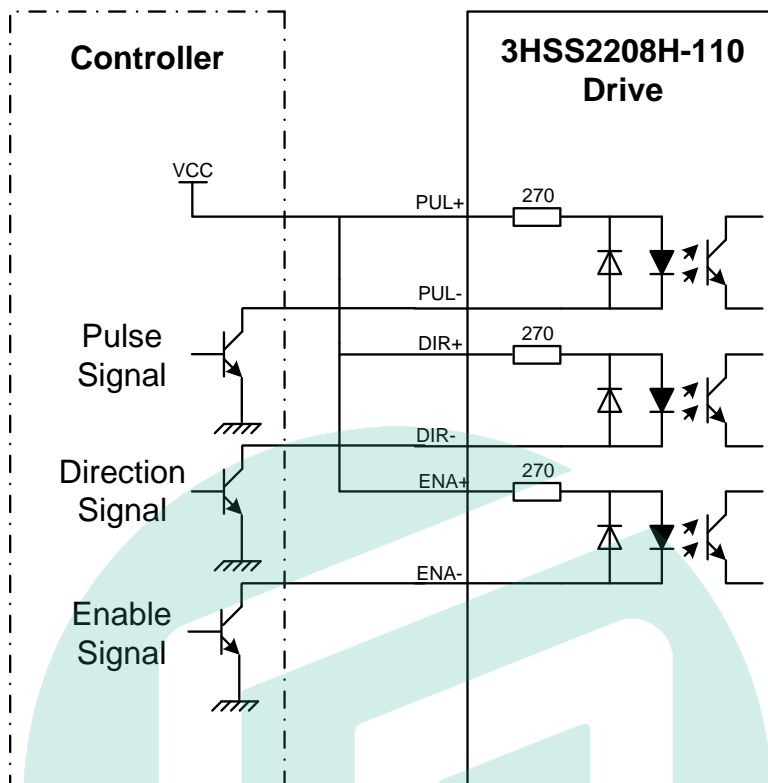 Controller
3HSS2208H-110
Drive
VCC
PUL+
270
PUL-
Pulse
Signal
DIR+
270
DIR-
Direction
Signal
ENA+
270
ENA-
Enable
Signal